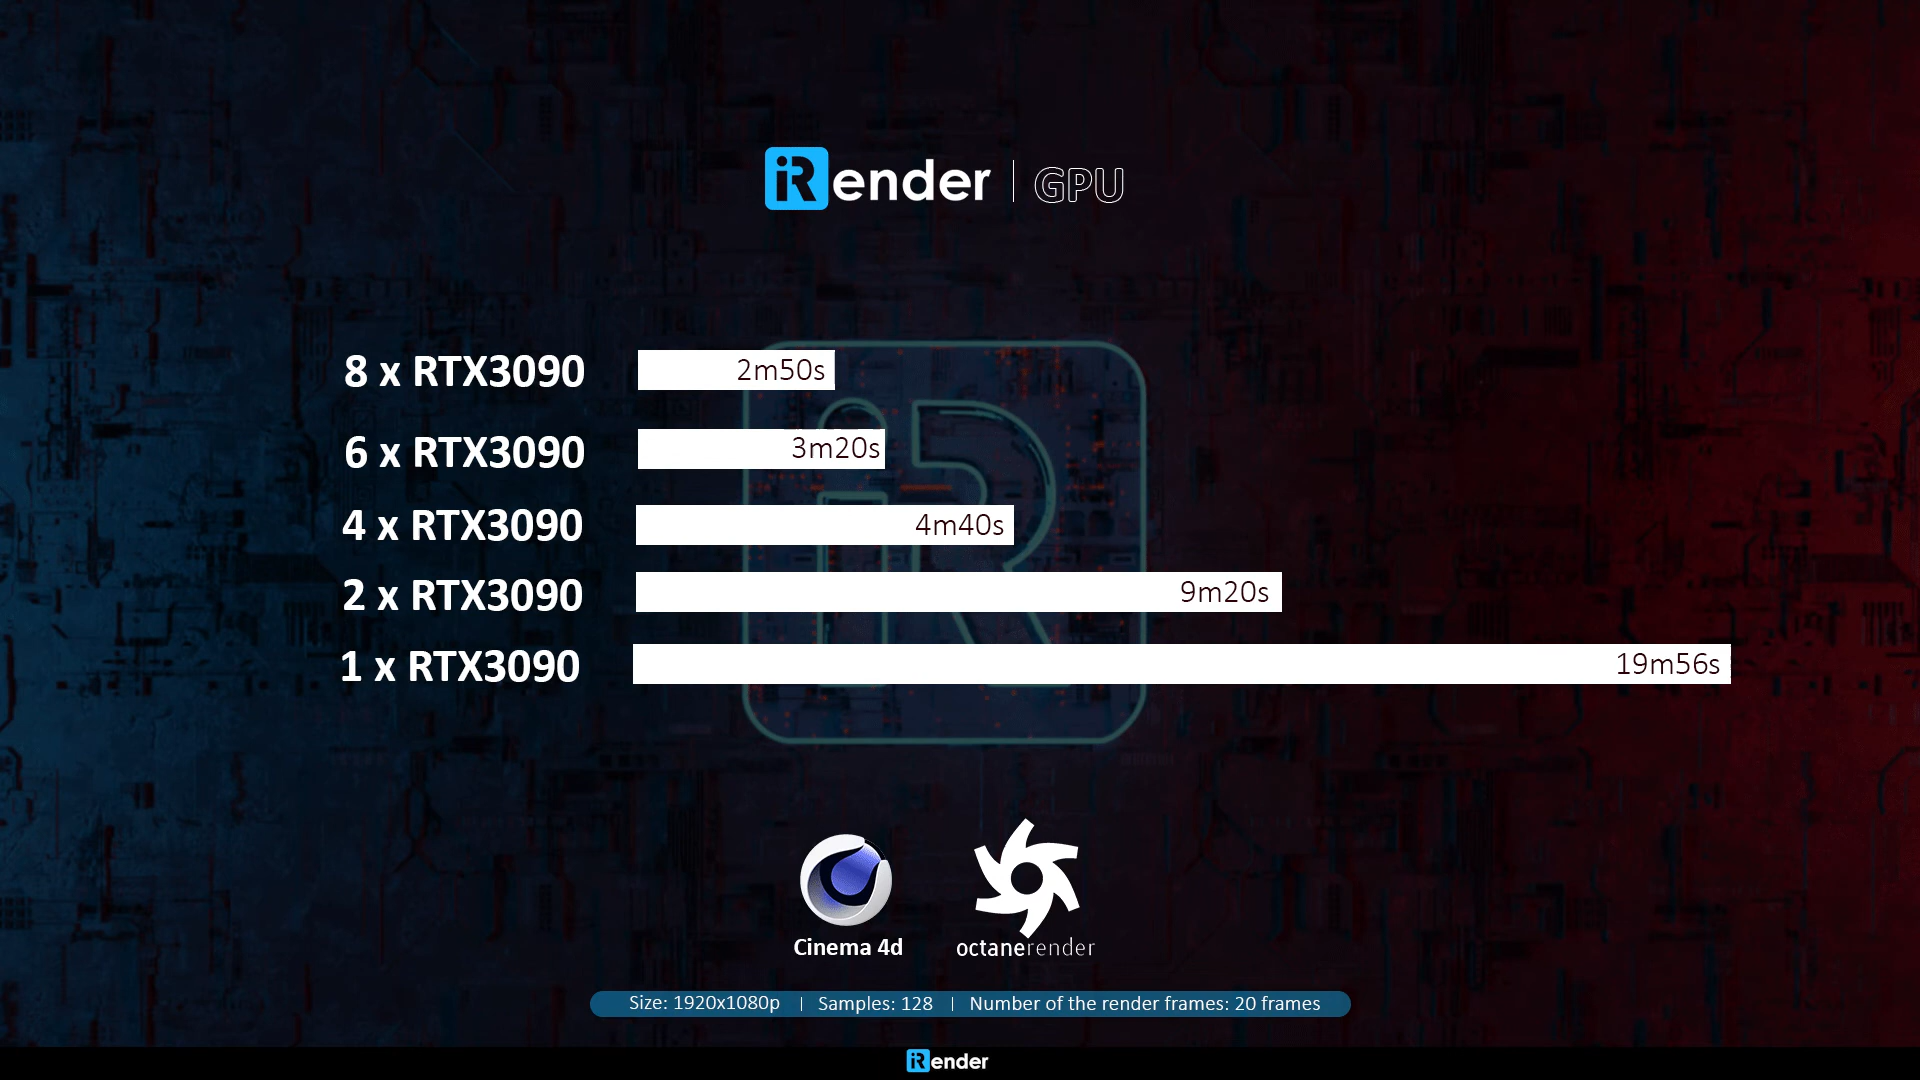 iRender | GPU
8 x RTX3090 2m50s
6 x RTX3090 3m20s
4 x RTX3090 4m40s
2 x RTX3090 9m20s
1 x RTX3090 19m56s
Cinema 4d octanerender
Size: 1920x1080p | Samples: 128 | Number of the render frames: 20 frames
iRender